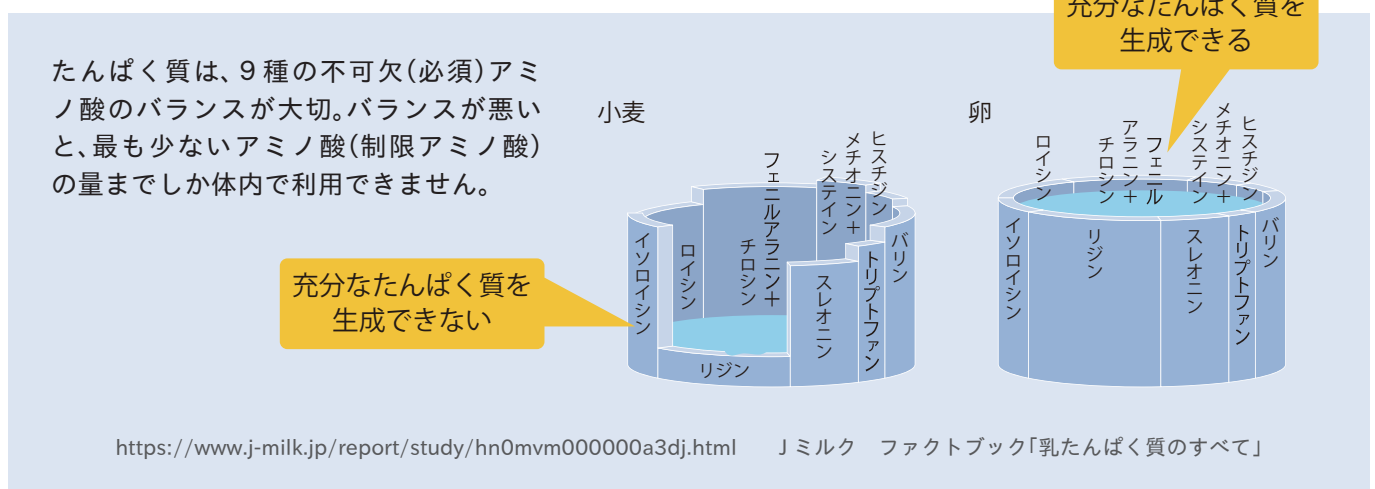 充分なたんぱく質を
生成できる
たんぱく質は、9種の不可欠(必須)アミ
ノ酸のバランスが大切。バランスが悪い
と、最も少ないアミノ酸(制限アミノ酸)
の量までしか体内で利用できません。
小麦
イソロイシン
ロイシン
フェニルアラニン+
チロシン
メチオニン+
システイン
ヒスチジン
バリン
トリプトファン
スレオニン
リジン
充分なたんぱく質を
生成できない
卵
イソロイシン
ロイシン
フェニル
アラニン+
チロシン
メチオニン+
システイン
ヒスチジン
バリン
トリプトファン
スレオニン
リジン
https://www.j-milk.jp/report/study/hn0mvm000000a3dj.html Jミルク ファクトブック「乳たんぱく質のすべて」